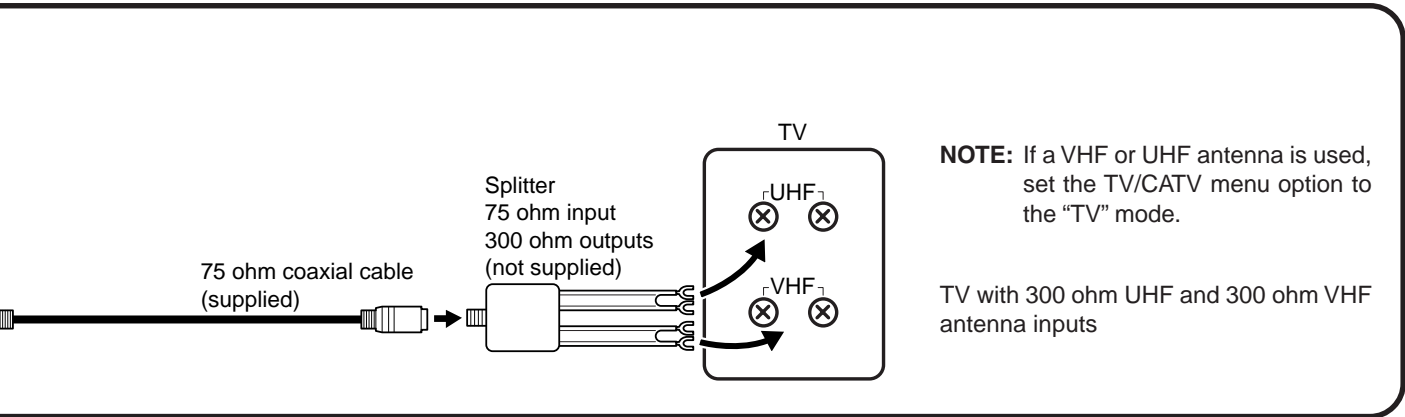 75 ohm coaxial cable
(supplied)
Splitter
75 ohm input
300 ohm outputs
(not supplied)
TV
UHF
VHF
NOTE: If a VHF or UHF antenna is used,
set the TV/CATV menu option to
the “TV” mode.
TV with 300 ohm UHF and 300 ohm VHF
antenna inputs